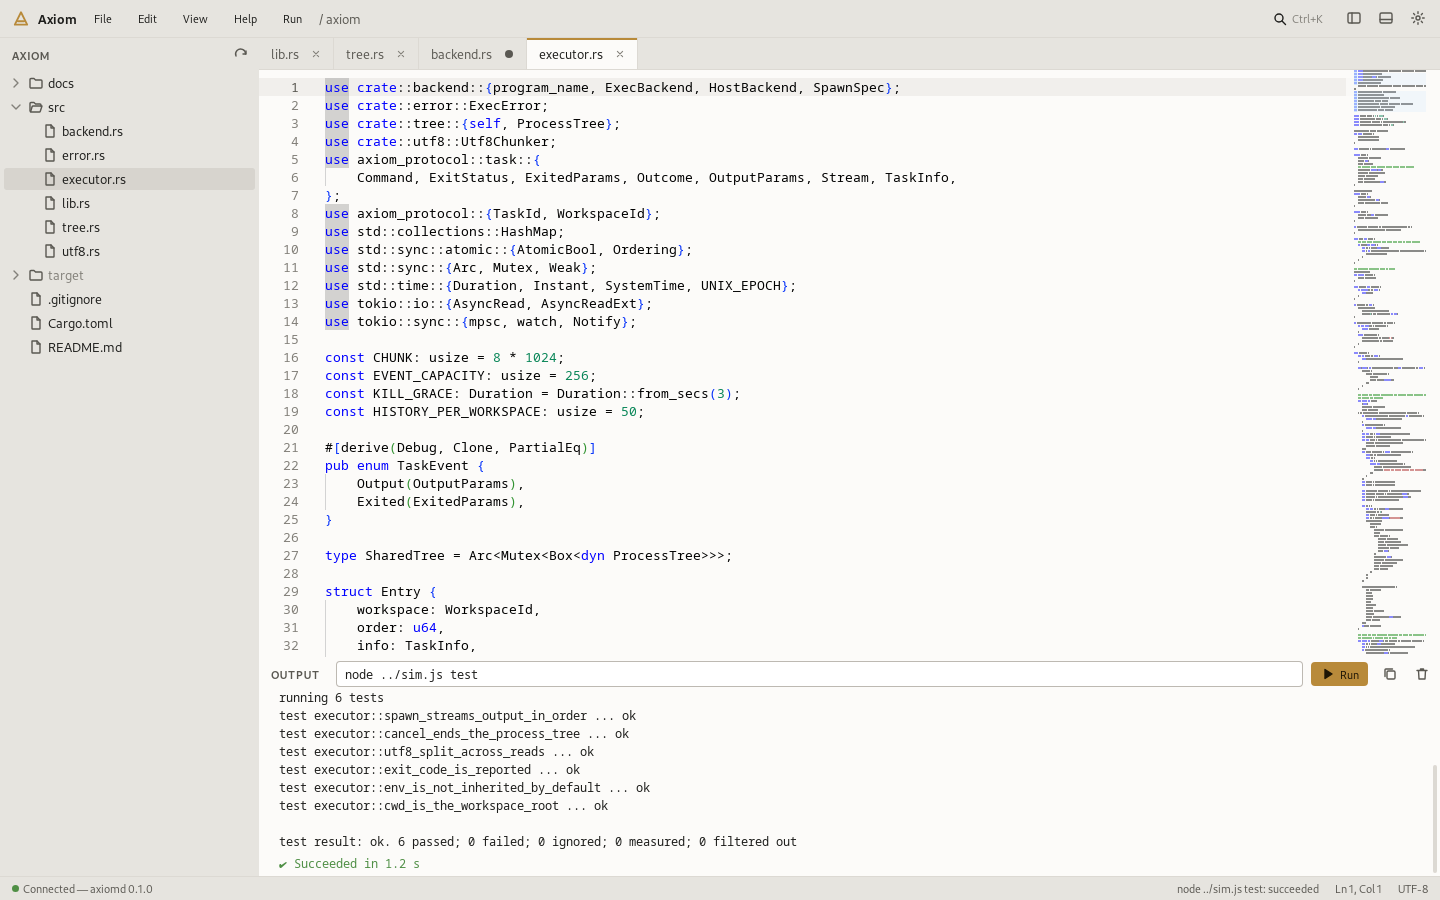 Axiom File Edit View Help Run / axiom Ctrl+K
AXIOM
docs
src
backend.rs
error.rs
executor.rs
lib.rs
tree.rs
utf8.rs
target
.gitignore
Cargo.toml
README.md
lib.rs tree.rs backend.rs executor.rs
1 use crate::backend::{program_name, ExecBackend, HostBackend, SpawnSpec};
2 use crate::error::ExecError;
3 use crate::tree::{self, ProcessTree};
4 use crate::utf8::Utf8Chunker;
5 use axiom_protocol::task::{
6     Command, ExitStatus, ExitedParams, Outcome, OutputParams, Stream, TaskInfo,
7 };
8 use axiom_protocol::{TaskId, WorkspaceId};
9 use std::collections::HashMap;
10 use std::sync::atomic::{AtomicBool, Ordering};
11 use std::sync::{Arc, Mutex, Weak};
12 use std::time::{Duration, Instant, SystemTime, UNIX_EPOCH};
13 use tokio::io::{AsyncRead, AsyncReadExt};
14 use tokio::sync::{mpsc, watch, Notify};
15
16 const CHUNK: usize = 8 * 1024;
17 const EVENT_CAPACITY: usize = 256;
18 const KILL_GRACE: Duration = Duration::from_secs(3);
19 const HISTORY_PER_WORKSPACE: usize = 50;
20
21 #[derive(Debug, Clone, PartialEq)]
22 pub enum TaskEvent {
23     Output(OutputParams),
24     Exited(ExitedParams),
25 }
26
27 type SharedTree = Arc<Mutex<Box<dyn ProcessTree>>>;
28
29 struct Entry {
30     workspace: WorkspaceId,
31     order: u64,
32     info: TaskInfo,
OUTPUT node ../sim.js test Run
running 6 tests
test executor::spawn_streams_output_in_order ... ok
test executor::cancel_ends_the_process_tree ... ok
test executor::utf8_split_across_reads ... ok
test executor::exit_code_is_reported ... ok
test executor::env_is_not_inherited_by_default ... ok
test executor::cwd_is_the_workspace_root ... ok
test result: ok. 6 passed; 0 failed; 0 ignored; 0 measured; 0 filtered out
✔ Succeeded in 1.2 s
Connected — axiomd 0.1.0 node ../sim.js test: succeeded Ln 1, Col 1 UTF-8